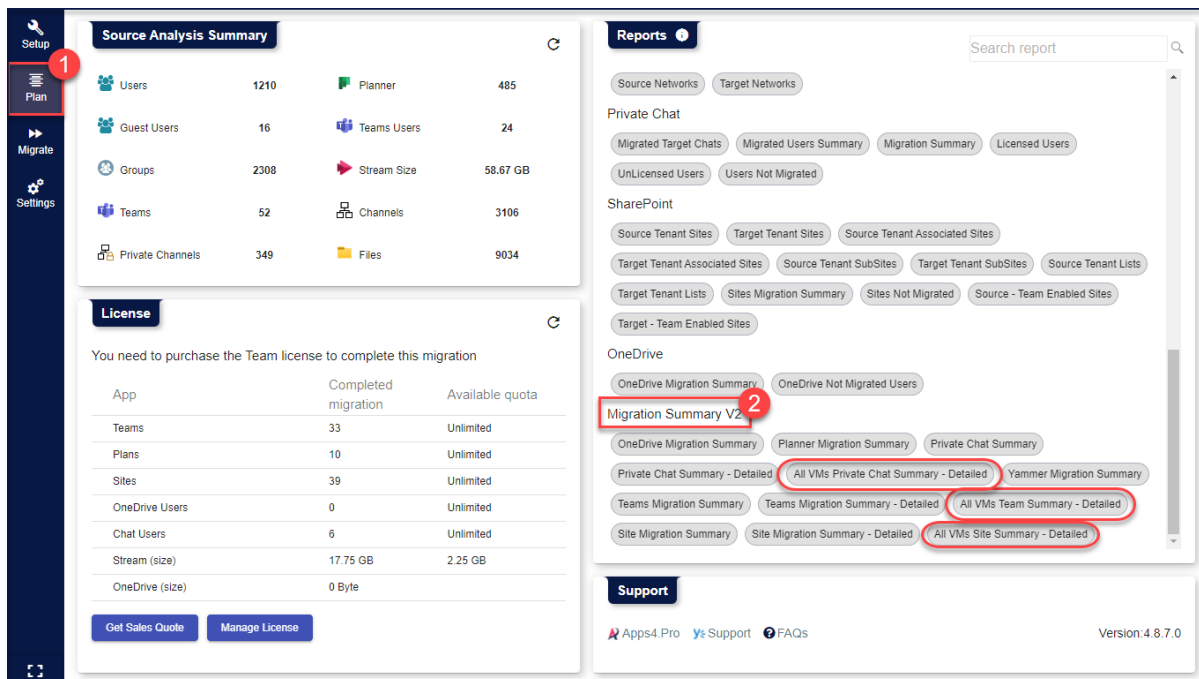 Setup
1
Plan
Migrate
Settings
Source Analysis Summary
Users 1210 Planner 485
Guest Users 16 Teams Users 24
Groups 2308 Stream Size 58.67 GB
Teams 52 Channels 3106
Private Channels 349 Files 9034
License
You need to purchase the Team license to complete this migration
App Completed migration Available quota
Teams 33 Unlimited
Plans 10 Unlimited
Sites 39 Unlimited
OneDrive Users 0 Unlimited
Chat Users 6 Unlimited
Stream (size) 17.75 GB 2.25 GB
OneDrive (size) 0 Byte
Get Sales Quote Manage License
Reports
Search report
Source Networks Target Networks
Private Chat
Migrated Target Chats Migrated Users Summary Migration Summary Licensed Users
UnLicensed Users Users Not Migrated
SharePoint
Source Tenant Sites Target Tenant Sites Source Tenant Associated Sites
Target Tenant Associated Sites Source Tenant SubSites Target Tenant SubSites Source Tenant Lists
Target Tenant Lists Sites Migration Summary Sites Not Migrated Source - Team Enabled Sites
Target - Team Enabled Sites
OneDrive
OneDrive Migration Summary OneDrive Not Migrated Users
Migration Summary V2 2
OneDrive Migration Summary Planner Migration Summary Private Chat Summary
Private Chat Summary - Detailed All VMs Private Chat Summary - Detailed Yammer Migration Summary
Teams Migration Summary Teams Migration Summary - Detailed All VMs Team Summary - Detailed
Site Migration Summary Site Migration Summary - Detailed All VMs Site Summary - Detailed
Support
Apps4.Pro Support FAQs Version:4.8.7.0